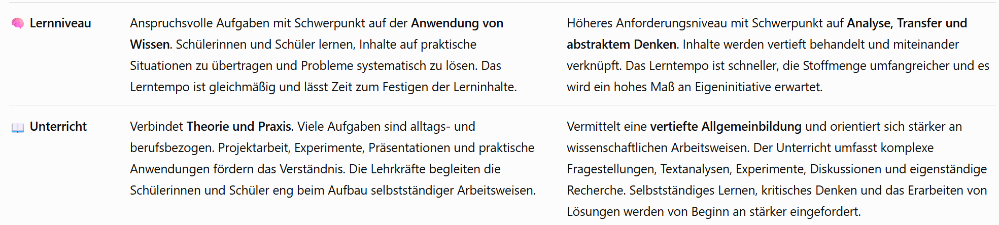 Lernniveau
Anspruchsvolle Aufgaben mit Schwerpunkt auf der Anwendung von
Wissen. Schülerinnen und Schüler lernen, Inhalte auf praktische
Situationen zu übertragen und Probleme systematisch zu lösen. Das
Lerntempo ist gleichmäßig und lässt Zeit zum Festigen der Lerninhalte.
Höheres Anforderungsniveau mit Schwerpunkt auf Analyse, Transfer und
abstraktem Denken. Inhalte werden vertieft behandelt und miteinander
verknüpft. Das Lerntempo ist schneller, die Stoffmenge umfangreicher und es
wird ein hohes Maß an Eigeninitiative erwartet.
Unterricht
Verbindet Theorie und Praxis. Viele Aufgaben sind alltags- und
berufsbezogen. Projektarbeit, Experimente, Präsentationen und praktische
Anwendungen fördern das Verständnis. Die Lehrkräfte begleiten die
Schülerinnen und Schüler eng beim Aufbau selbstständiger Arbeitsweisen.
Vermittelt eine vertiefte Allgemeinbildung und orientiert sich stärker an
wissenschaftlichen Arbeitsweisen. Der Unterricht umfasst komplexe
Fragestellungen, Textanalysen, Experimente, Diskussionen und eigenständige
Recherche. Selbstständiges Lernen, kritisches Denken und das Erarbeiten von
Lösungen werden von Beginn an stärker eingefordert.